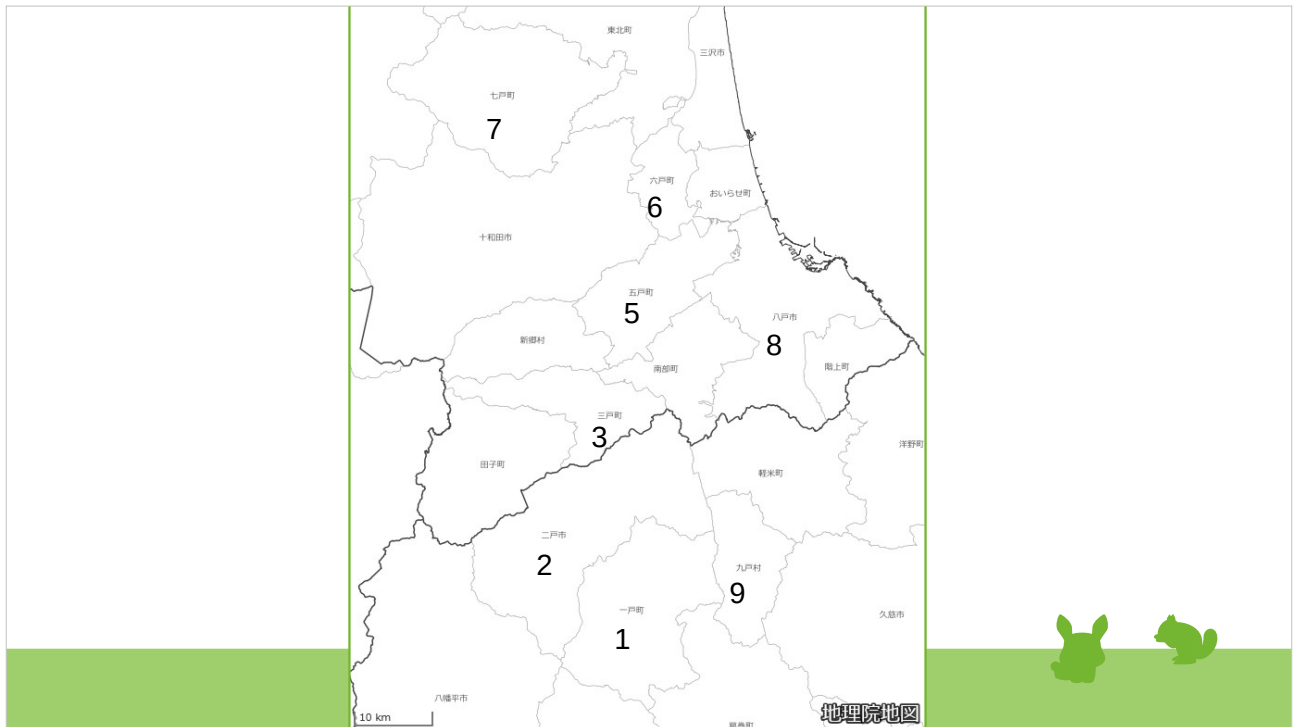 東北町
三沢市
七戸町
7
六戸町
おいらせ町
6
十和田市
五戸町
5
八戸市
新郷村
8
南部町
階上町
三戸町
3
洋野町
田子町
軽米町
二戸市
2
九戸村
9
一戸町
久慈市
1
八幡平市
10 km
地理院地図